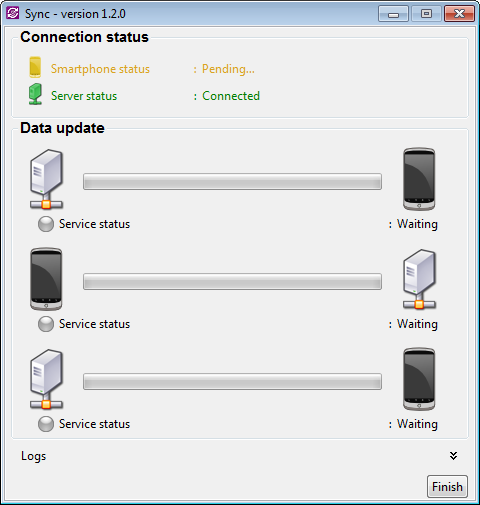 Sync - version 1.2.0
Connection status
Smartphone status : Pending...
Server status : Connected
Data update
Service status : Waiting
Service status : Waiting
Service status : Waiting
Logs
Finish